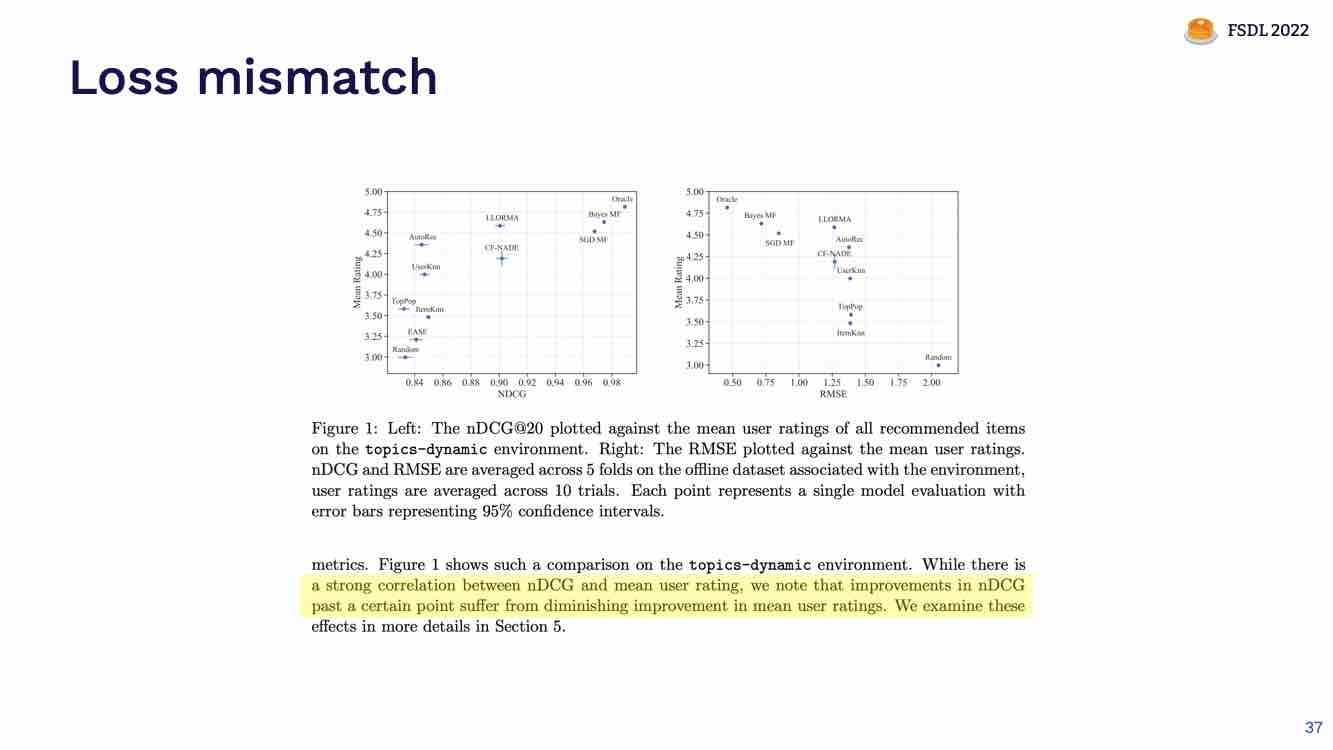 FSDL 2022
Loss mismatch
5.00
4.75
4.50
4.25
4.00
3.75
3.50
3.25
3.00
Mean Rating
Oracle
Bayes MF
LLORMA
SGD MF
AutoRec
CF-NADE
UserKnn
TopPop
ItemKnn
EASE
Random
0.84 0.86 0.88 0.90 0.92 0.94 0.96 0.98
NDCG
5.00
4.75
4.50
4.25
4.00
3.75
3.50
3.25
3.00
Mean Rating
Oracle
Bayes MF
LLORMA
SGD MF
AutoRec
CF-NADE
UserKnn
TopPop
ItemKnn
Random
0.50 0.75 1.00 1.25 1.50 1.75 2.00
RMSE
Figure 1: Left: The nDCG@20 plotted against the mean user ratings of all recommended items
on the topics-dynamic environment. Right: The RMSE plotted against the mean user ratings.
nDCG and RMSE are averaged across 5 folds on the offline dataset associated with the environment,
user ratings are averaged across 10 trials. Each point represents a single model evaluation with
error bars representing 95% confidence intervals.
metrics. Figure 1 shows such a comparison on the topics-dynamic environment. While there is
a strong correlation between nDCG and mean user rating, we note that improvements in nDCG
past a certain point suffer from diminishing improvement in mean user ratings. We examine these
effects in more details in Section 5.
37